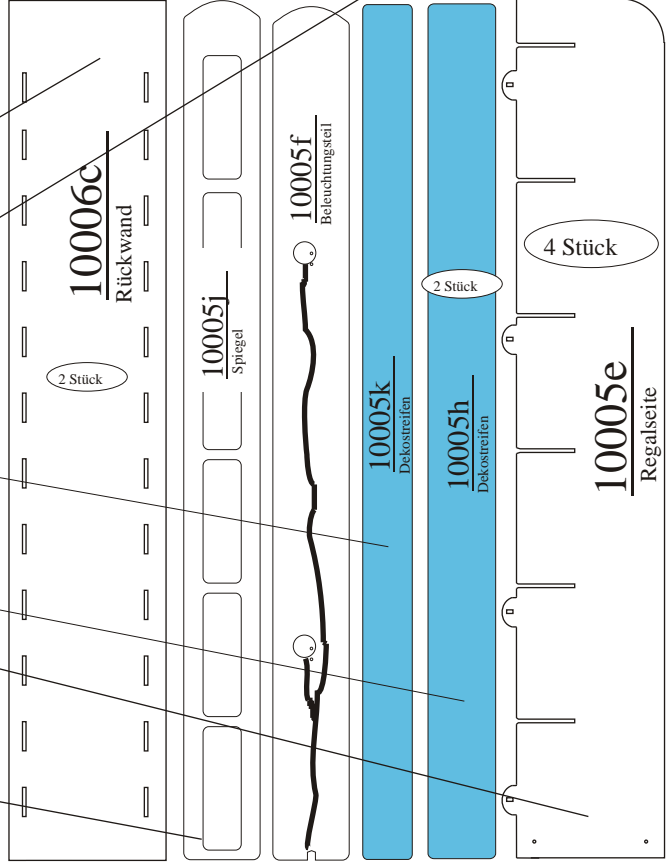 10006c
Rückwand
2 Stück
10005j
Spiegel
10005f
Beleuchtungsteil
10005k
Dekostreifen
2 Stück
10005h
Dekostreifen
4 Stück
10005e
Regalseite